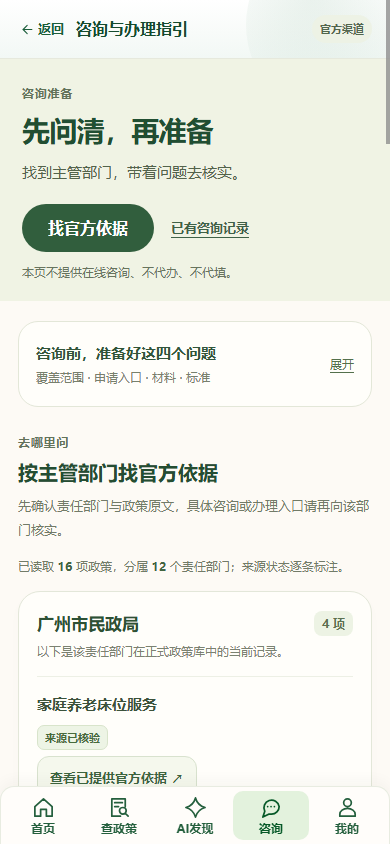 ← 返回 咨询与办理指引 官方渠道
咨询准备
先问清，再准备
找到主管部门，带着问题去核实。
找官方依据 已有咨询记录
本页不提供在线咨询、不代办、不代填。
咨询前，准备好这四个问题
覆盖范围 · 申请入口 · 材料 · 标准
展开
去哪里问
按主管部门找官方依据
先确认责任部门与政策原文，具体咨询或办理入口请再向该部
门核实。
已读取 16 项政策，分属 12 个责任部门；来源状态逐条标注。
广州市民政局 4 项
以下是该责任部门在正式政策库中的当前记录。
家庭养老床位服务
来源已核验
查看已提供官方依据 ↗
首页 查政策 AI发现 咨询 我的